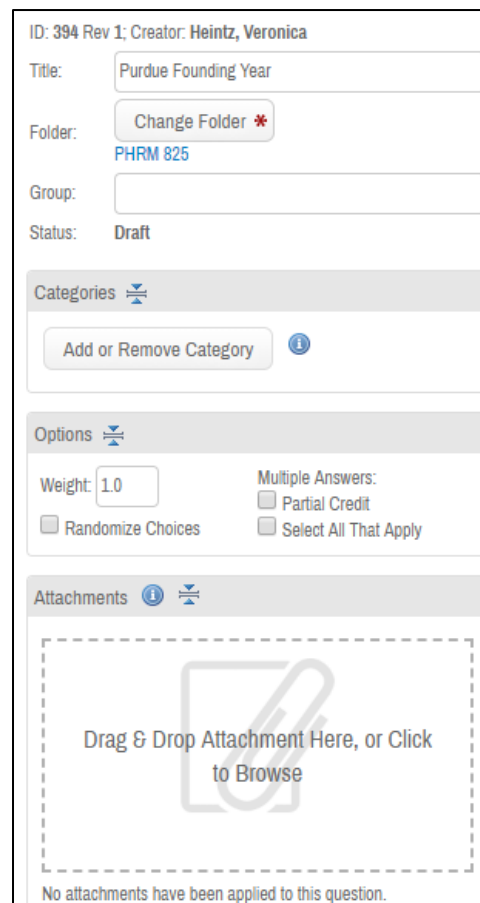 ID: 394 Rev 1; Creator: Heintz, Veronica
Title: Purdue Founding Year
Folder: Change Folder *
PHRM 825
Group:
Status: Draft
Categories
Add or Remove Category
Options
Weight: 1.0 Multiple Answers:
Partial Credit
Randomize Choices Select All That Apply
Attachments
Drag & Drop Attachment Here, or Click
to Browse
No attachments have been applied to this question.